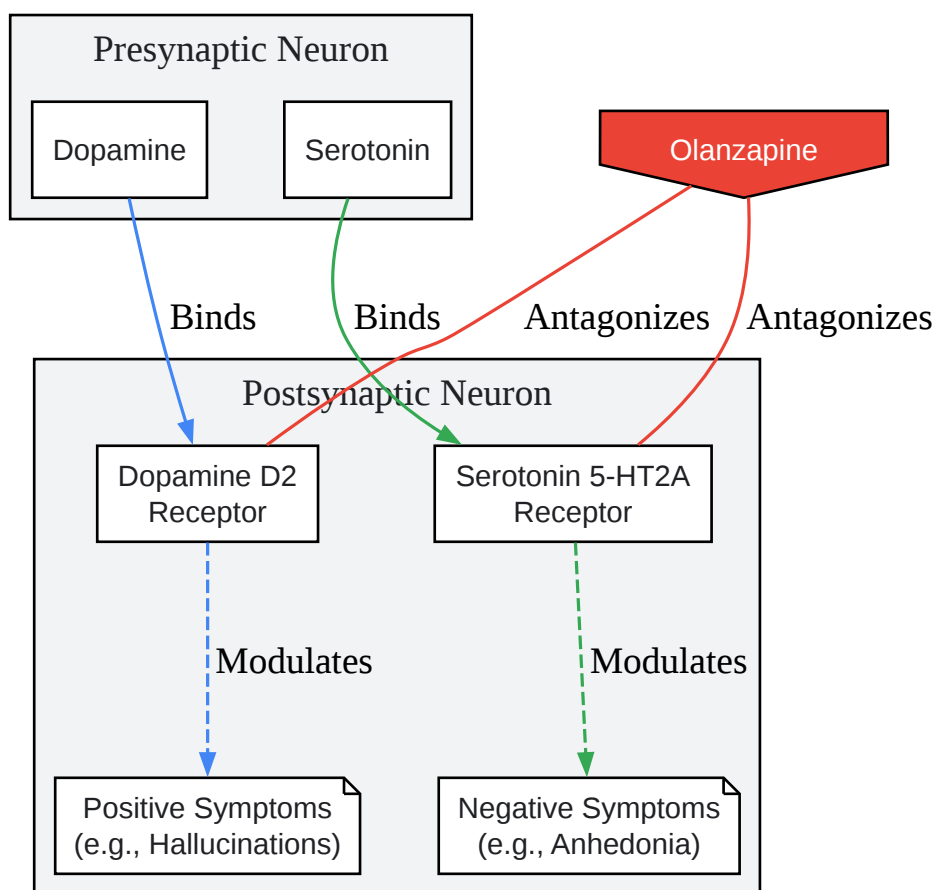 Presynaptic Neuron
Dopamine
Serotonin
Olanzapine
Binds
Binds
Antagonizes
Antagonizes
Postsynaptic Neuron
Dopamine D2
Receptor
Serotonin 5-HT2A
Receptor
Modulates
Modulates
Positive Symptoms
(e.g., Hallucinations)
Negative Symptoms
(e.g., Anhedonia)